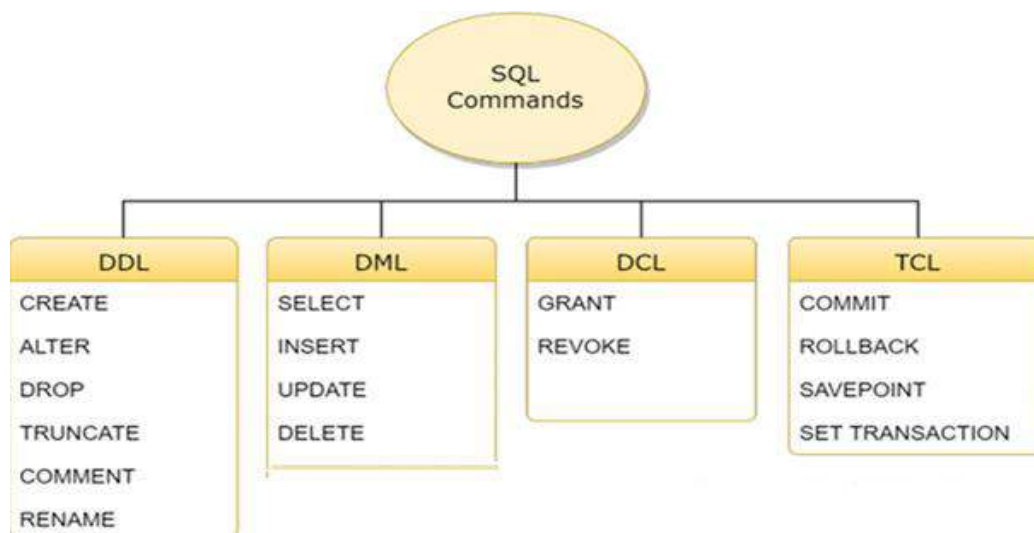 SQL
Commands
DDL
CREATE
ALTER
DROP
TRUNCATE
COMMENT
RENAME
DML
SELECT
INSERT
UPDATE
DELETE
DCL
GRANT
REVOKE
TCL
COMMIT
ROLLBACK
SAVEPOINT
SET TRANSACTION